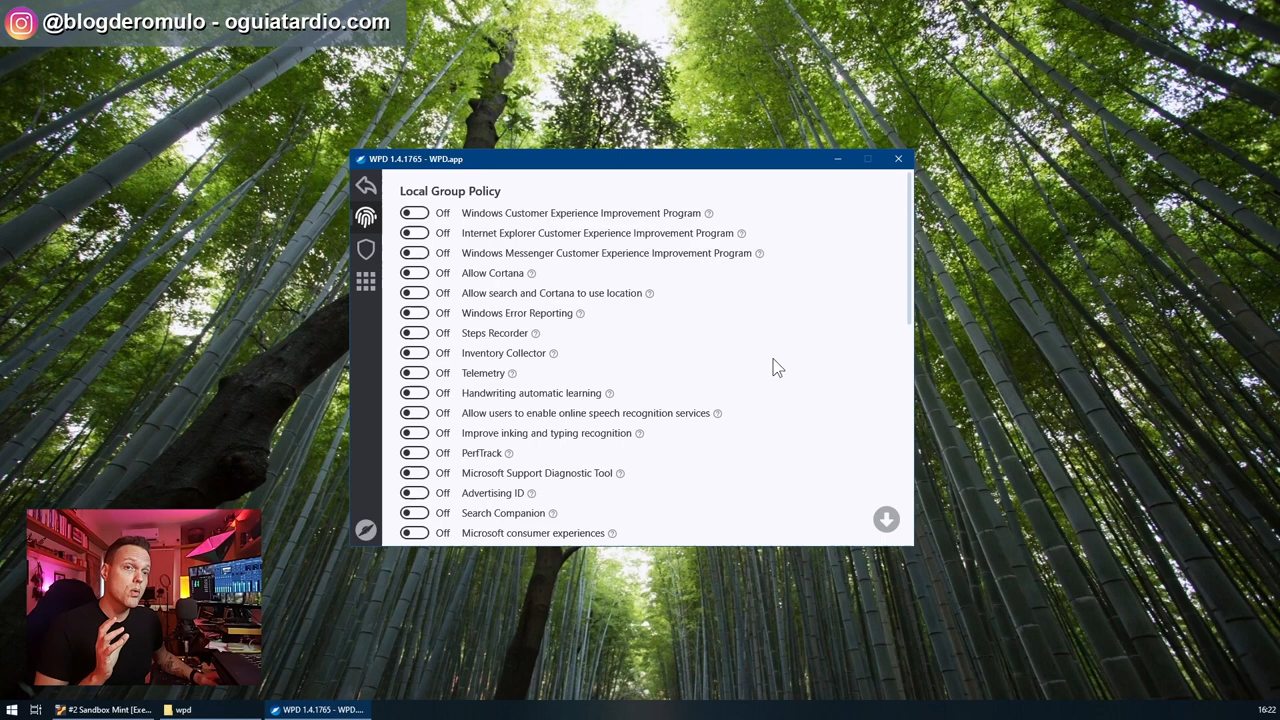 @blogderomulo - oguiatardio.com
WPD 1.4.1765 - WPD.app
Local Group Policy
Off Windows Customer Experience Improvement Program
Off Internet Explorer Customer Experience Improvement Program
Off Windows Messenger Customer Experience Improvement Program
Off Allow Cortana
Off Allow search and Cortana to use location
Off Windows Error Reporting
Off Steps Recorder
Off Inventory Collector
Off Telemetry
Off Handwriting automatic learning
Off Allow users to enable online speech recognition services
Off Improve inking and typing recognition
Off PerfTrack
Off Microsoft Support Diagnostic Tool
Off Advertising ID
Off Search Companion
Off Microsoft consumer experiences
#2 Sandbox Mint [Exe... wpd WPD 1.4.1765 - WPD.... 16:22